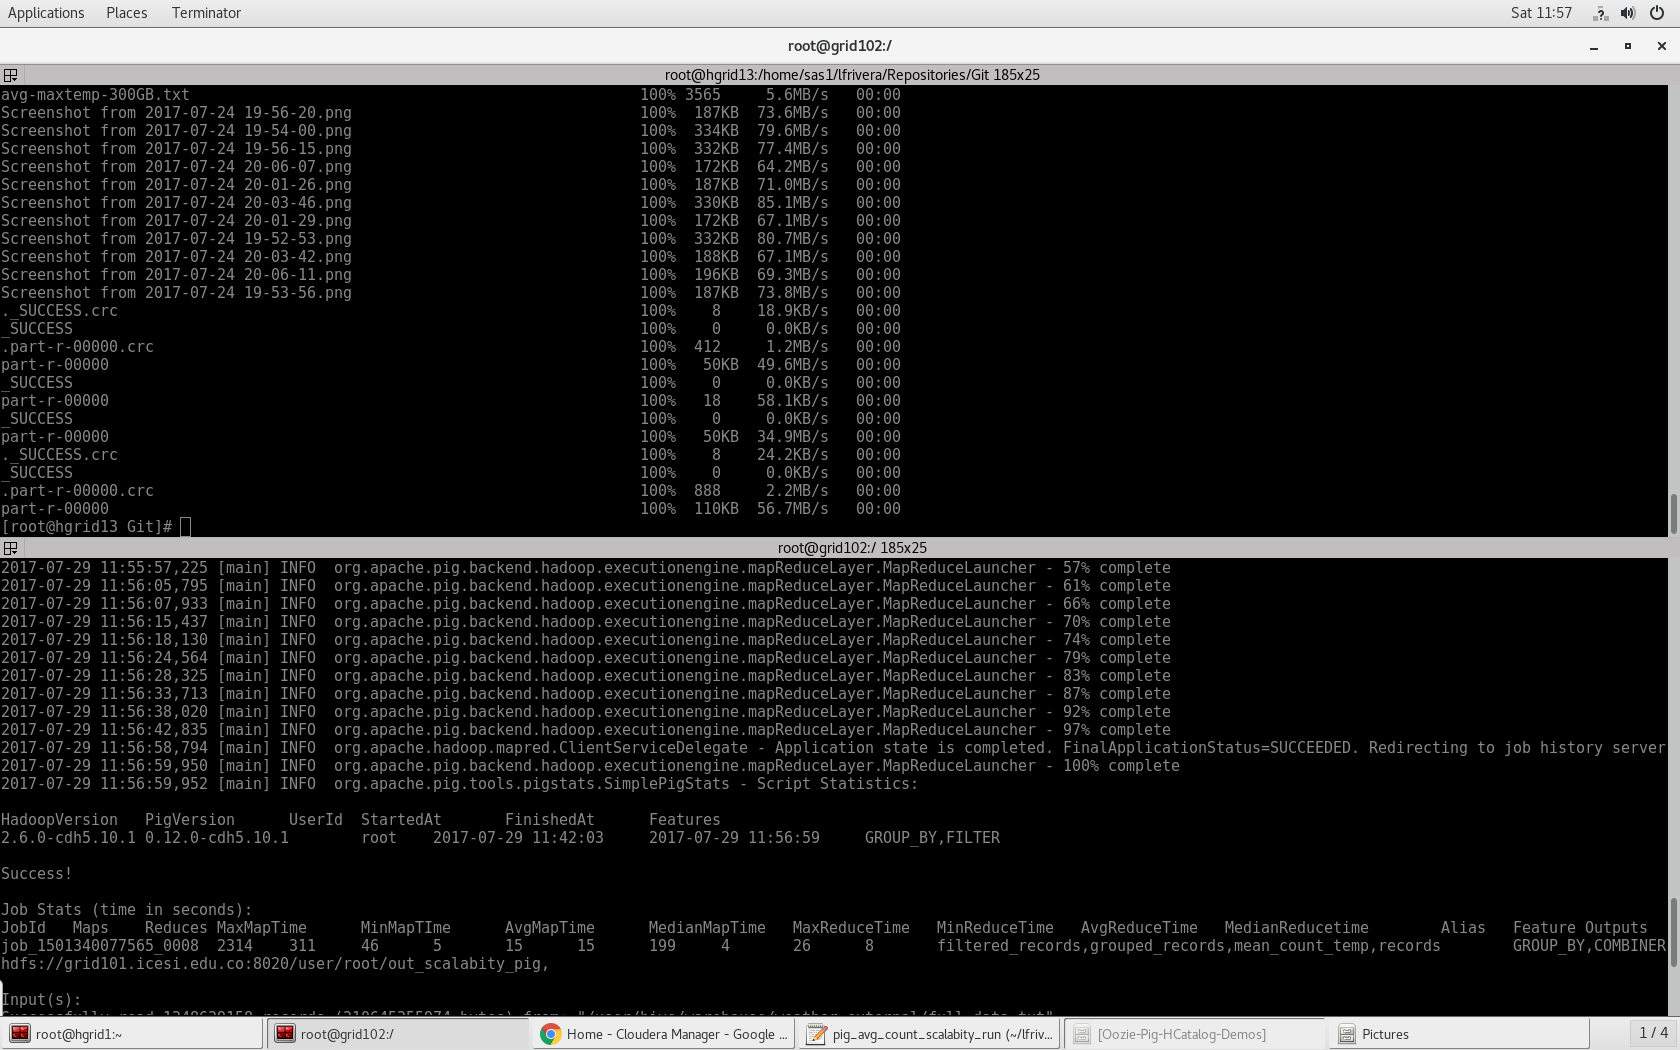 Applications Places Terminator Sat 11:57
root@grid102:/
root@hgrid13:/home/sas1/lfrivera/Repositories/Git 185x25
avg-maxtemp-300GB.txt 100% 3565 5.6MB/s 00:00
Screenshot from 2017-07-24 19-56-20.png 100% 187KB 73.6MB/s 00:00
Screenshot from 2017-07-24 19-54-00.png 100% 334KB 79.6MB/s 00:00
Screenshot from 2017-07-24 19-56-15.png 100% 332KB 77.4MB/s 00:00
Screenshot from 2017-07-24 20-06-07.png 100% 172KB 64.2MB/s 00:00
Screenshot from 2017-07-24 20-01-26.png 100% 187KB 71.0MB/s 00:00
Screenshot from 2017-07-24 20-03-46.png 100% 330KB 85.1MB/s 00:00
Screenshot from 2017-07-24 20-01-29.png 100% 172KB 67.1MB/s 00:00
Screenshot from 2017-07-24 19-52-53.png 100% 332KB 80.7MB/s 00:00
Screenshot from 2017-07-24 20-03-42.png 100% 188KB 67.1MB/s 00:00
Screenshot from 2017-07-24 20-06-11.png 100% 196KB 69.3MB/s 00:00
Screenshot from 2017-07-24 19-53-56.png 100% 187KB 73.8MB/s 00:00
._SUCCESS.crc 100% 8 18.9KB/s 00:00
_SUCCESS 100% 0 0.0KB/s 00:00
.part-r-00000.crc 100% 412 1.2MB/s 00:00
part-r-00000 100% 50KB 49.6MB/s 00:00
_SUCCESS 100% 0 0.0KB/s 00:00
part-r-00000 100% 18 58.1KB/s 00:00
_SUCCESS 100% 0 0.0KB/s 00:00
part-r-00000 100% 50KB 34.9MB/s 00:00
._SUCCESS.crc 100% 8 24.2KB/s 00:00
_SUCCESS 100% 0 0.0KB/s 00:00
.part-r-00000.crc 100% 888 2.2MB/s 00:00
part-r-00000 100% 110KB 56.7MB/s 00:00
[root@hgrid13 Git]#
root@grid102:/ 185x25
2017-07-29 11:55:57,225 [main] INFO org.apache.pig.backend.hadoop.executionengine.mapReduceLayer.MapReduceLauncher - 57% complete
2017-07-29 11:56:05,795 [main] INFO org.apache.pig.backend.hadoop.executionengine.mapReduceLayer.MapReduceLauncher - 61% complete
2017-07-29 11:56:07,933 [main] INFO org.apache.pig.backend.hadoop.executionengine.mapReduceLayer.MapReduceLauncher - 66% complete
2017-07-29 11:56:15,437 [main] INFO org.apache.pig.backend.hadoop.executionengine.mapReduceLayer.MapReduceLauncher - 70% complete
2017-07-29 11:56:18,130 [main] INFO org.apache.pig.backend.hadoop.executionengine.mapReduceLayer.MapReduceLauncher - 74% complete
2017-07-29 11:56:24,564 [main] INFO org.apache.pig.backend.hadoop.executionengine.mapReduceLayer.MapReduceLauncher - 79% complete
2017-07-29 11:56:28,325 [main] INFO org.apache.pig.backend.hadoop.executionengine.mapReduceLayer.MapReduceLauncher - 83% complete
2017-07-29 11:56:33,713 [main] INFO org.apache.pig.backend.hadoop.executionengine.mapReduceLayer.MapReduceLauncher - 87% complete
2017-07-29 11:56:38,020 [main] INFO org.apache.pig.backend.hadoop.executionengine.mapReduceLayer.MapReduceLauncher - 92% complete
2017-07-29 11:56:42,835 [main] INFO org.apache.pig.backend.hadoop.executionengine.mapReduceLayer.MapReduceLauncher - 97% complete
2017-07-29 11:56:58,794 [main] INFO org.apache.hadoop.mapred.ClientServiceDelegate - Application state is completed. FinalApplicationStatus=SUCCEEDED. Redirecting to job history server
2017-07-29 11:56:59,950 [main] INFO org.apache.pig.backend.hadoop.executionengine.mapReduceLayer.MapReduceLauncher - 100% complete
2017-07-29 11:56:59,952 [main] INFO org.apache.pig.tools.pigstats.SimplePigStats - Script Statistics:
HadoopVersion PigVersion UserId StartedAt FinishedAt Features
2.6.0-cdh5.10.1 0.12.0-cdh5.10.1 root 2017-07-29 11:42:03 2017-07-29 11:56:59 GROUP_BY,FILTER
Success!
Job Stats (time in seconds):
JobId Maps Reduces MaxMapTime MinMapTIme AvgMapTime MedianMapTime MaxReduceTime MinReduceTime AvgReduceTime MedianReducetime Alias Feature Outputs
job_1501340077565_0008 2314 311 46 5 15 15 199 4 26 8 filtered_records,grouped_records,mean_count_temp,records GROUP_BY,COMBINER
hdfs://grid101.icesi.edu.co:8020/user/root/out_scalabity_pig,
Input(s):
root@hgrid1:~ root@grid102:/ Home - Cloudera Manager - Google ... pig_avg_count_scalabity_run (~/lfriv... [Oozie-Pig-HCatalog-Demos] Pictures 1 / 4